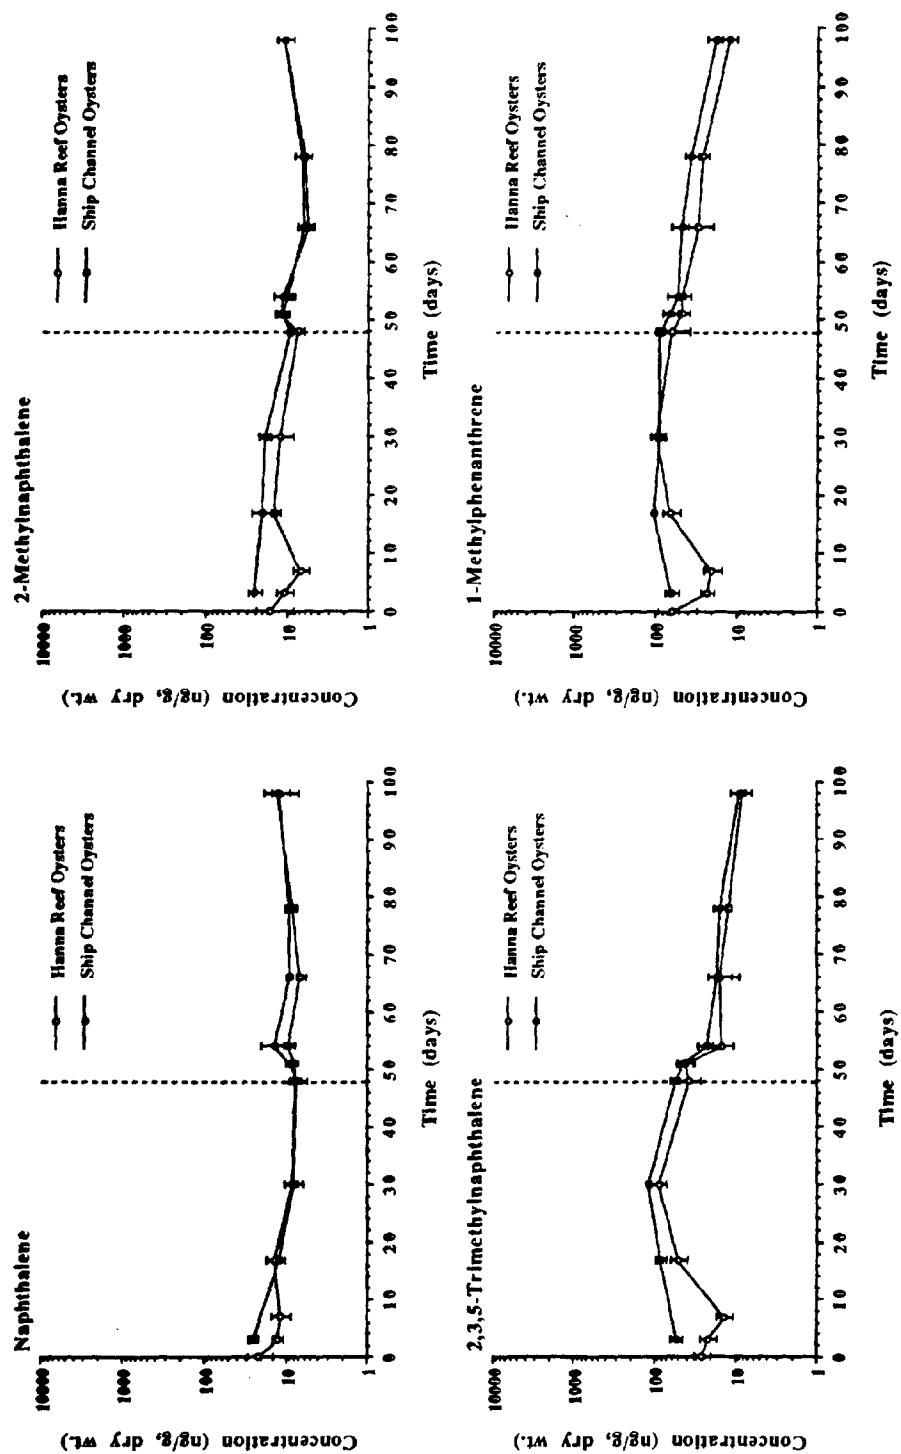 Naphthalene
Concentration (ng/g, dry wt.)
10000
1000
100
10
1
Hanna Reef Oysters
Ship Channel Oysters
0 10 20 30 40 50 60 70 80 90 100
Time (days)
2-Methylnaphthalene
Concentration (ng/g, dry wt.)
10000
1000
100
10
1
Hanna Reef Oysters
Ship Channel Oysters
0 10 20 30 40 50 60 70 80 90 100
Time (days)
2,3,5-Trimethylnaphthalene
Concentration (ng/g, dry wt.)
10000
1000
100
10
1
Hanna Reef Oysters
Ship Channel Oysters
0 10 20 30 40 50 60 70 80 90 100
Time (days)
1-Methylphenanthrene
Concentration (ng/g, dry wt.)
10000
1000
100
10
1
Hanna Reef Oysters
Ship Channel Oysters
0 10 20 30 40 50 60 70 80 90 100
Time (days)